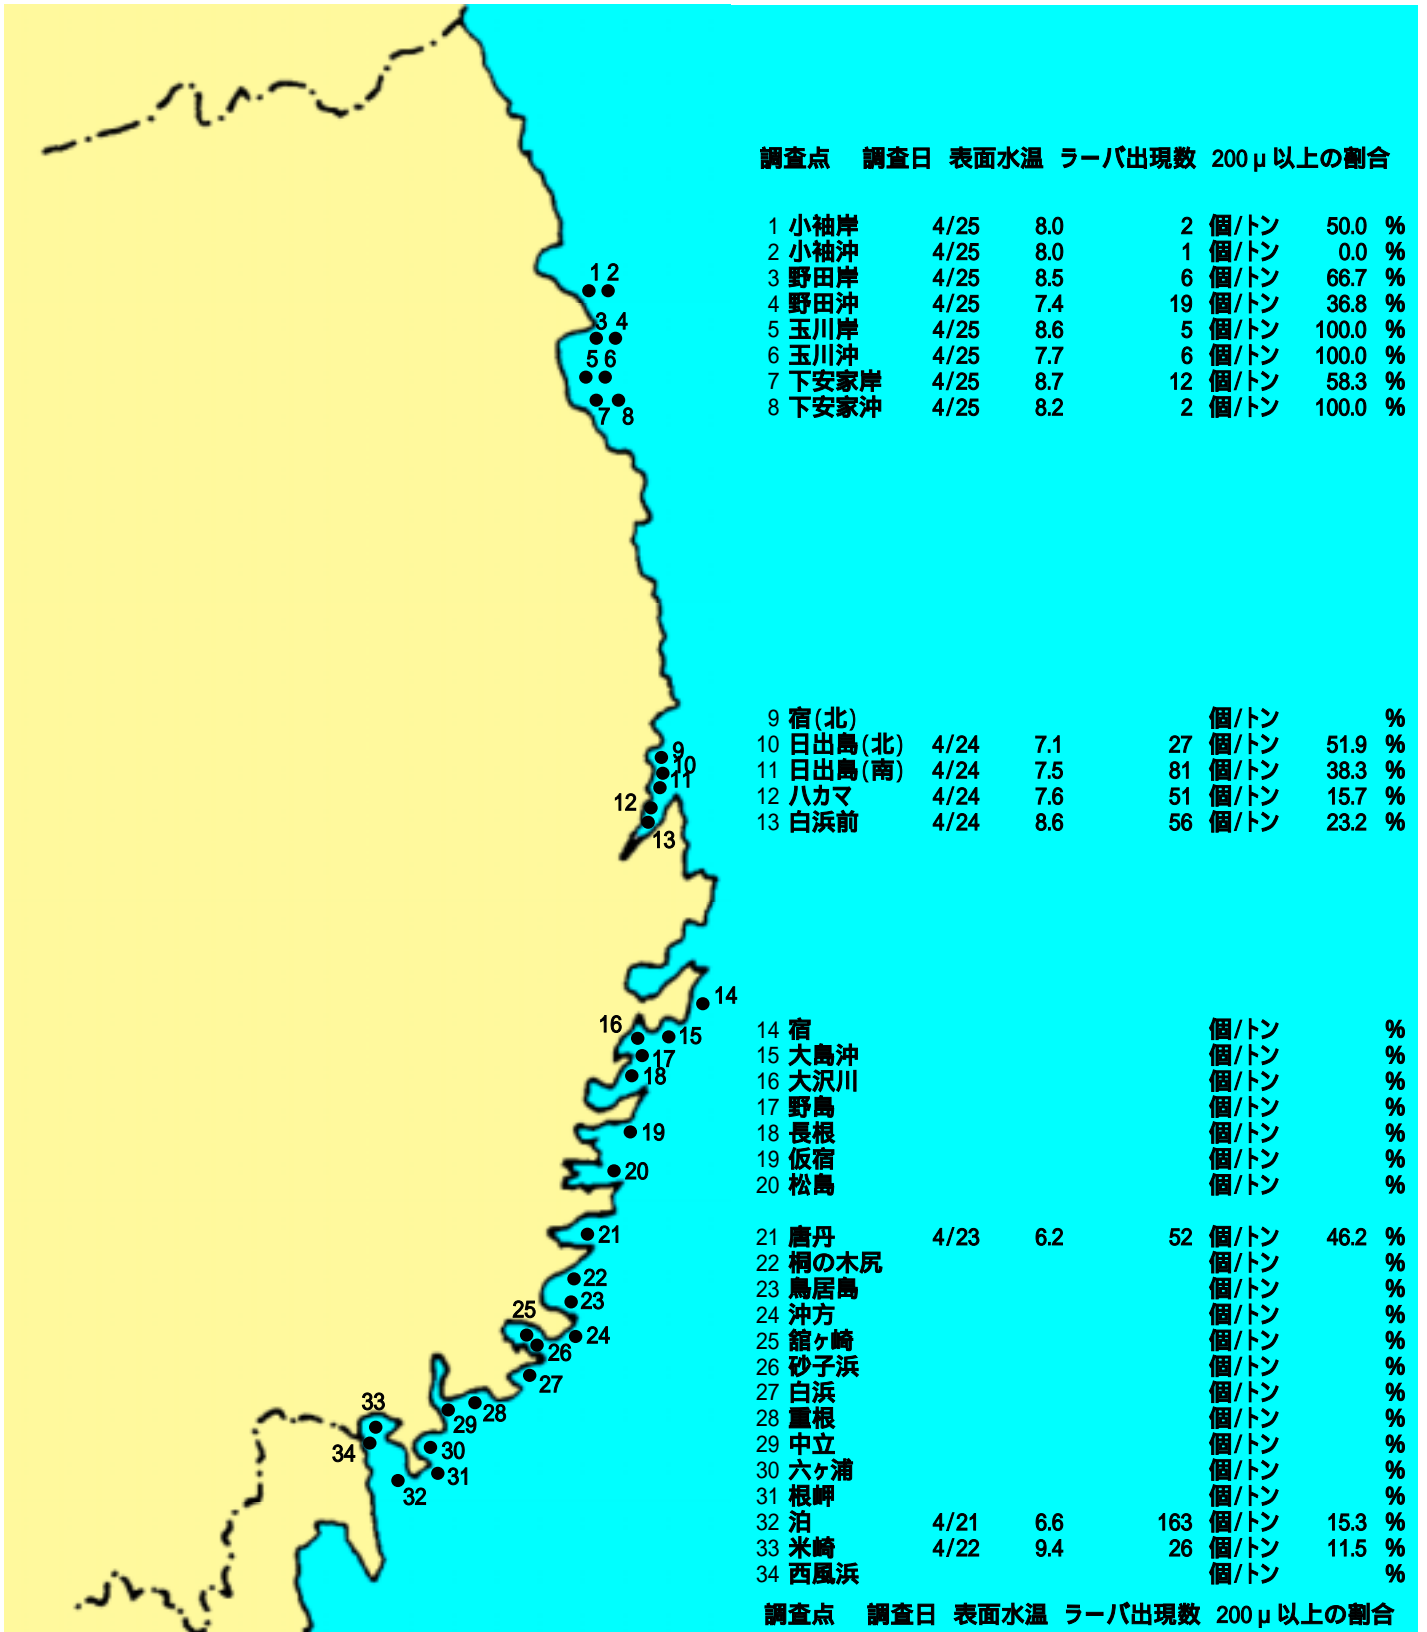 調査点 調査日 表面水温 ラーバ出現数 200μ以上の割合
1 小袖岸 4/25 8.0 2 個/トン 50.0 %
2 小袖沖 4/25 8.0 1 個/トン 0.0 %
3 野田岸 4/25 8.5 6 個/トン 66.7 %
4 野田沖 4/25 7.4 19 個/トン 36.8 %
5 玉川岸 4/25 8.6 5 個/トン 100.0 %
6 玉川沖 4/25 7.7 6 個/トン 100.0 %
7 下安家岸 4/25 8.7 12 個/トン 58.3 %
8 下安家沖 4/25 8.2 2 個/トン 100.0 %
9 宿(北) 個/トン %
10 日出島(北) 4/24 7.1 27 個/トン 51.9 %
11 日出島(南) 4/24 7.5 81 個/トン 38.3 %
12 ハカマ 4/24 7.6 51 個/トン 15.7 %
13 白浜前 4/24 8.6 56 個/トン 23.2 %
14 宿 個/トン %
15 大島沖 個/トン %
16 大沢川 個/トン %
17 野島 個/トン %
18 長根 個/トン %
19 仮宿 個/トン %
20 松島 個/トン %
21 唐丹 4/23 6.2 52 個/トン 46.2 %
22 桐の木尻 個/トン %
23 鳥居島 個/トン %
24 沖方 個/トン %
25 舘ヶ崎 個/トン %
26 砂子浜 個/トン %
27 白浜 個/トン %
28 重根 個/トン %
29 中立 個/トン %
30 六ヶ浦 個/トン %
31 根岬 個/トン %
32 泊 4/21 6.6 163 個/トン 15.3 %
33 米崎 4/22 9.4 26 個/トン 11.5 %
34 西風浜 個/トン %
調査点 調査日 表面水温 ラーバ出現数 200μ以上の割合
1 2
3 4
5 6
7 8
9
10
11
12
13
14
15
16
17
18
19
20
21
22
23
24
25
26
27
28
29
30
31
32
33
34